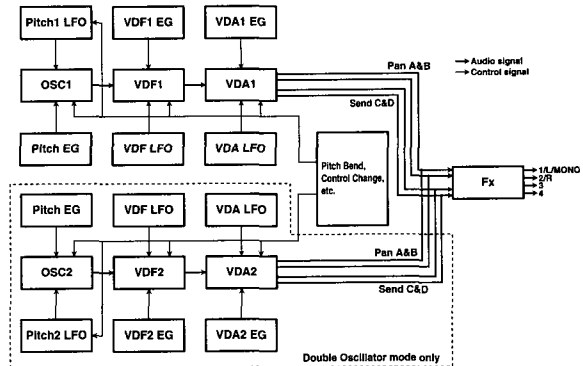 Pitch1 LFO
VDF1 EG
VDA1 EG
Pan A&B
Audio signal
Control signal
OSC1
VDF1
VDA1
Send C&D
Pitch EG
VDF LFO
VDA LFO
Pitch Bend,
Control Change,
etc.
Fx
1/L/MONO
2/R
3
4
Pitch EG
VDF LFO
VDA LFO
Pan A&B
OSC2
VDF2
VDA2
Send C&D
Pitch2 LFO
VDF2 EG
VDA2 EG
Double Oscillator mode only